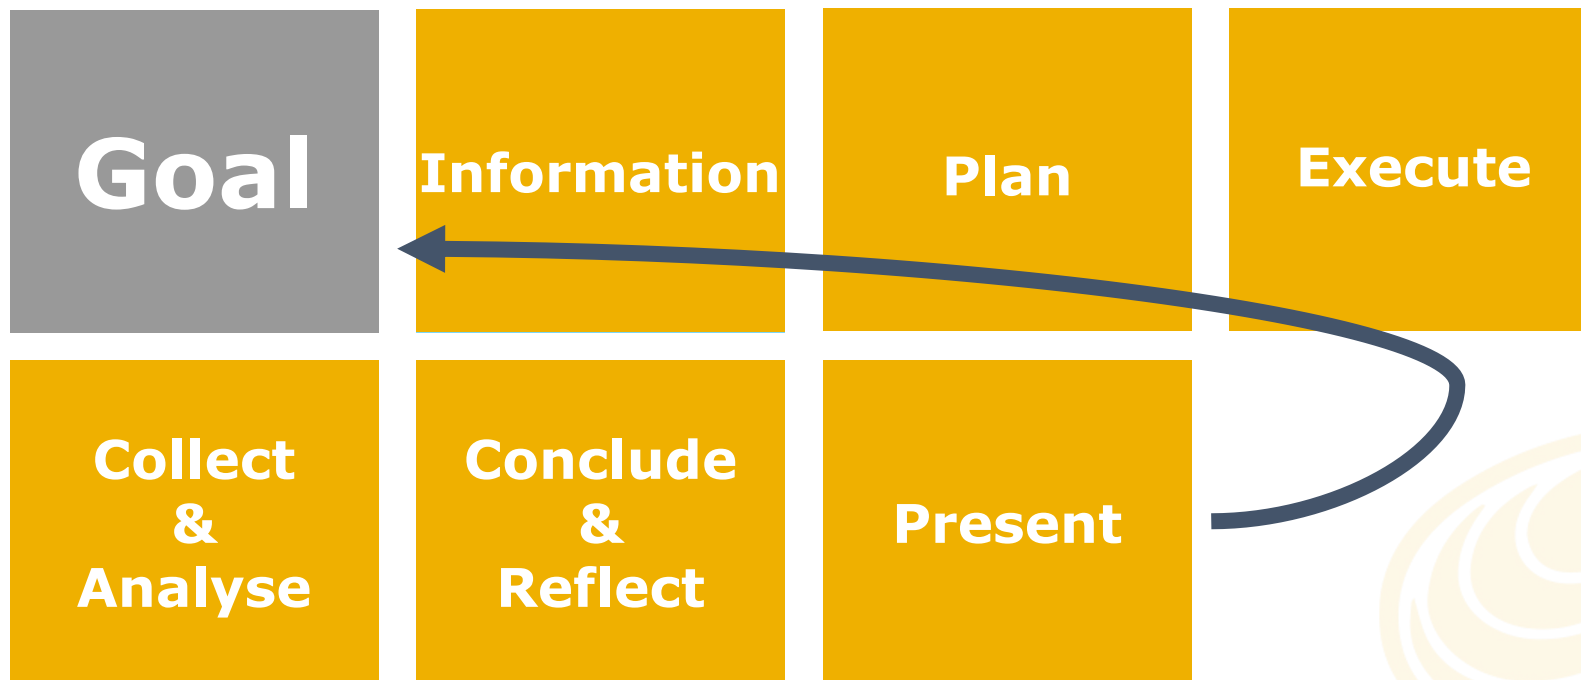 Goal
Information
Plan
Execute
Collect
&
Analyse
Conclude
&
Reflect
Present